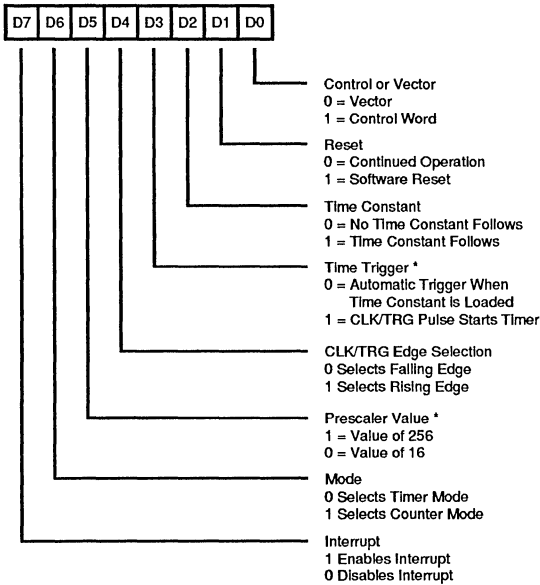 D7 D6 D5 D4 D3 D2 D1 D0
Control or Vector
0 = Vector
1 = Control Word
Reset
0 = Continued Operation
1 = Software Reset
Time Constant
0 = No Time Constant Follows
1 = Time Constant Follows
Time Trigger *
0 = Automatic Trigger When
Time Constant is Loaded
1 = CLK/TRG Pulse Starts Timer
CLK/TRG Edge Selection
0 Selects Falling Edge
1 Selects Rising Edge
Prescaler Value *
1 = Value of 256
0 = Value of 16
Mode
0 Selects Timer Mode
1 Selects Counter Mode
Interrupt
1 Enables Interrupt
0 Disables Interrupt